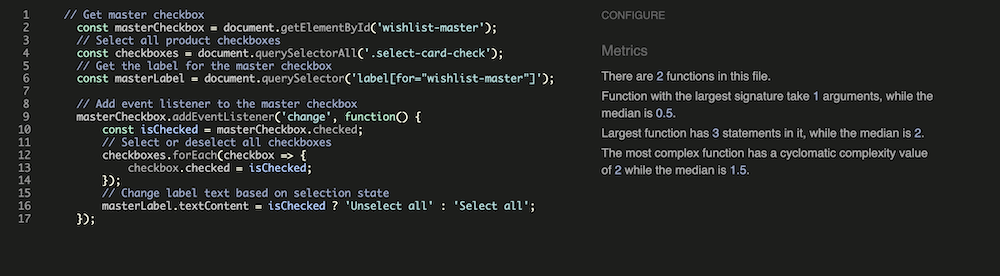 1 // Get master checkbox
2 const masterCheckbox = document.getElementById('wishlist-master');
3 // Select all product checkboxes
4 const checkboxes = document.querySelectorAll('.select-card-check');
5 // Get the label for the master checkbox
6 const masterLabel = document.querySelector('label[for="wishlist-master"]');
7
8 // Add event listener to the master checkbox
9 masterCheckbox.addEventListener('change', function() {
10 const isChecked = masterCheckbox.checked;
11 // Select or deselect all checkboxes
12 checkboxes.forEach(checkbox => {
13 checkbox.checked = isChecked;
14 });
15 // Change label text based on selection state
16 masterLabel.textContent = isChecked ? 'Unselect all' : 'Select all';
17 });
CONFIGURE
Metrics
There are 2 functions in this file.
Function with the largest signature take 1 arguments, while the
median is 0.5.
Largest function has 3 statements in it, while the median is 2.
The most complex function has a cyclomatic complexity value
of 2 while the median is 1.5.